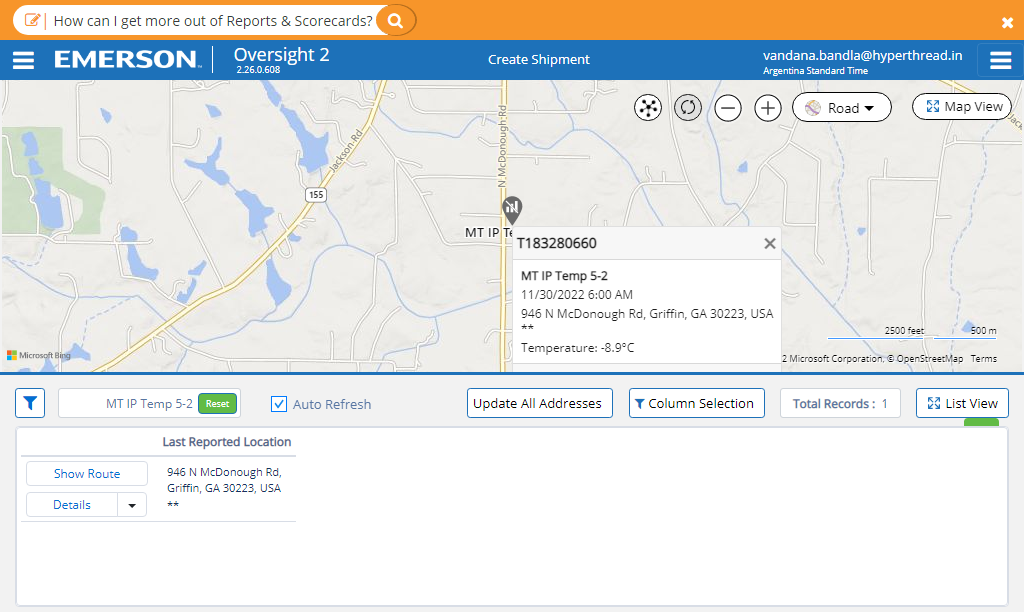 How can I get more out of Reports & Scorecards?
EMERSON
Oversight 2
2.26.0.608
Create Shipment
vandana.bandla@hyperthread.in
Argentina Standard Time
Road
Map View
Jackson Rd
N McDonough Rd
155
MT IP Te
T183280660
MT IP Temp 5-2
11/30/2022 6:00 AM
946 N McDonough Rd, Griffin, GA 30223, USA
**
Temperature: -8.9°C
2500 feet
500 m
Microsoft Bing
2 Microsoft Corporation, © OpenStreetMap Terms
MT IP Temp 5-2
Reset
Auto Refresh
Update All Addresses
Column Selection
Total Records : 1
List View
Last Reported Location
Show Route
946 N McDonough Rd,
Griffin, GA 30223, USA
**
Details